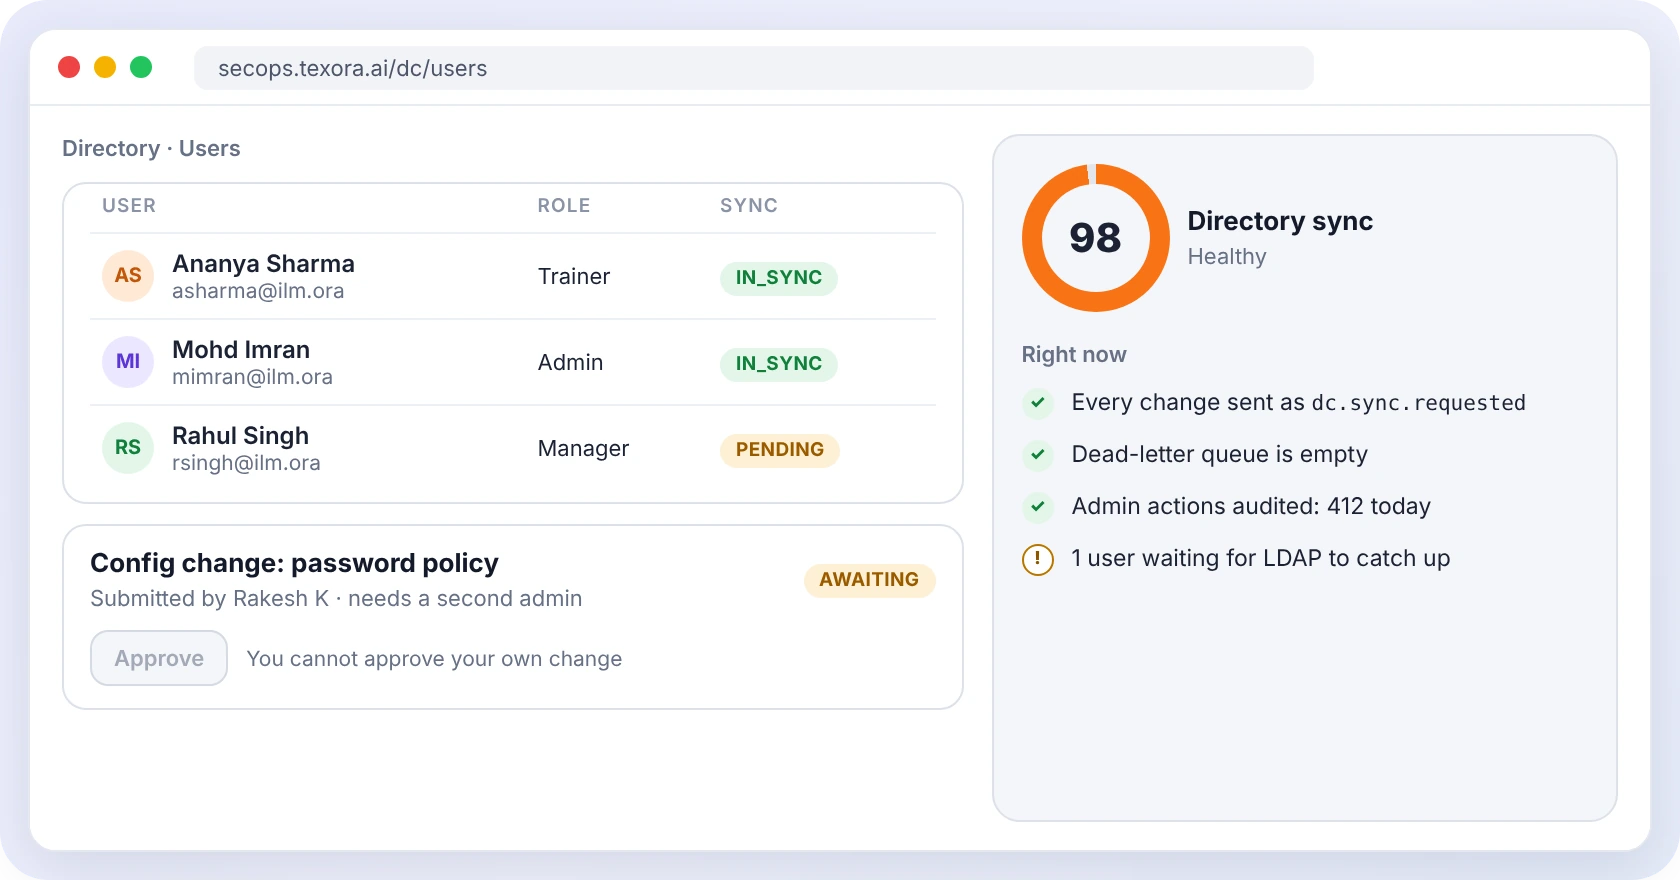 secops.texora.ai/dc/users
Directory · Users
USER ROLE SYNC
AS Ananya Sharma
asharma@ilm.ora
Trainer IN_SYNC
MI Mohd Imran
mimran@ilm.ora
Admin IN_SYNC
RS Rahul Singh
rsingh@ilm.ora
Manager PENDING
Config change: password policy
Submitted by Rakesh K · needs a second admin
AWAITING
Approve You cannot approve your own change
98
Directory sync
Healthy
Right now
Every change sent as dc.sync.requested
Dead-letter queue is empty
Admin actions audited: 412 today
! 1 user waiting for LDAP to catch up